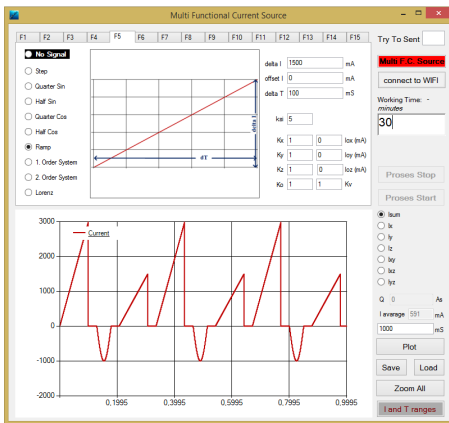 Multi Functional Current Source
F1 F2 F3 F4 F5 F6 F7 F8 F9 F10 F11 F12 F13 F14 F15
Try To Sent
No Signal
Step
Quarter Sin
Half Sin
Quarter Cos
Half Cos
Ramp
1. Order System
2. Order System
Lorenz
delta I
dT
delta I 1500 mA
offset I 0 mA
delta T 100 mS
ksi 5
Kx 1 0 Iox (mA)
Ky 1 0 Ioy (mA)
Kz 1 0 Ioz (mA)
Ko 1 1 Kv
Multi F.C. Source
connect to WIFI
Working Time: -
minutes
30
Proses Stop
Proses Start
Isum
Ix
Iy
Iz
Ixy
Ixz
Iyz
Q 0 As
I avarage 591 mA
1000 mS
Plot
Save Load
Zoom All
I and T ranges
Current
3000
2000
1000
0
-1000
-2000
0,1995 0,3995 0,5995 0,7995 0,9995